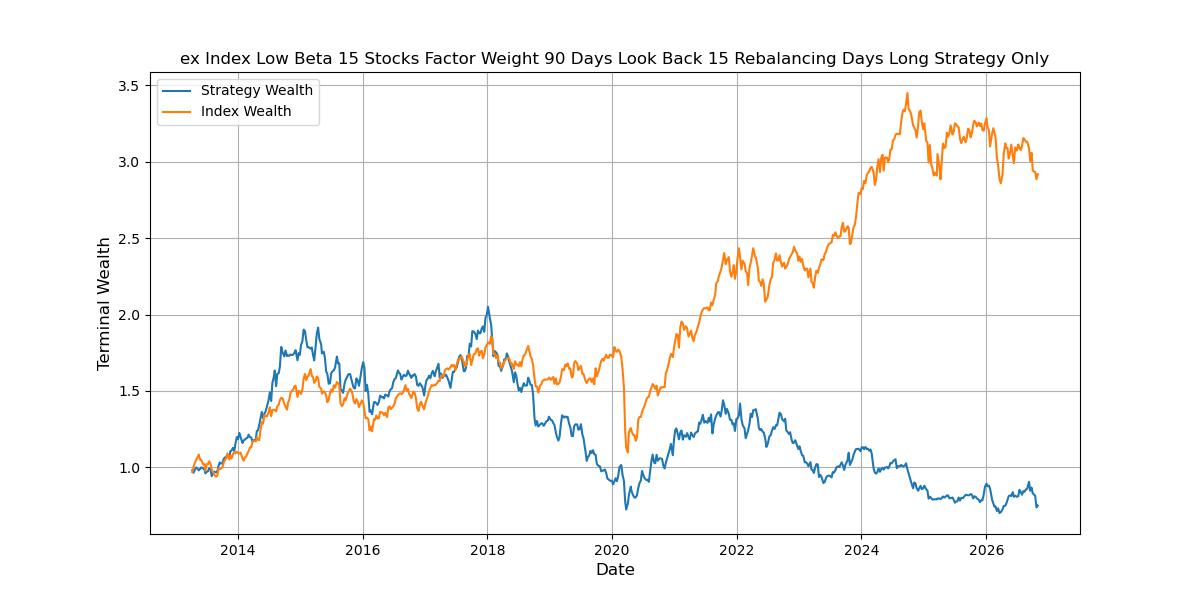 ex Index Low Beta 15 Stocks Factor Weight 90 Days Look Back 15 Rebalancing Days Long Strategy Only
Strategy Wealth
Index Wealth
Terminal Wealth
3.5
3.0
2.5
2.0
1.5
1.0
2014 2016 2018 2020 2022 2024 2026
Date